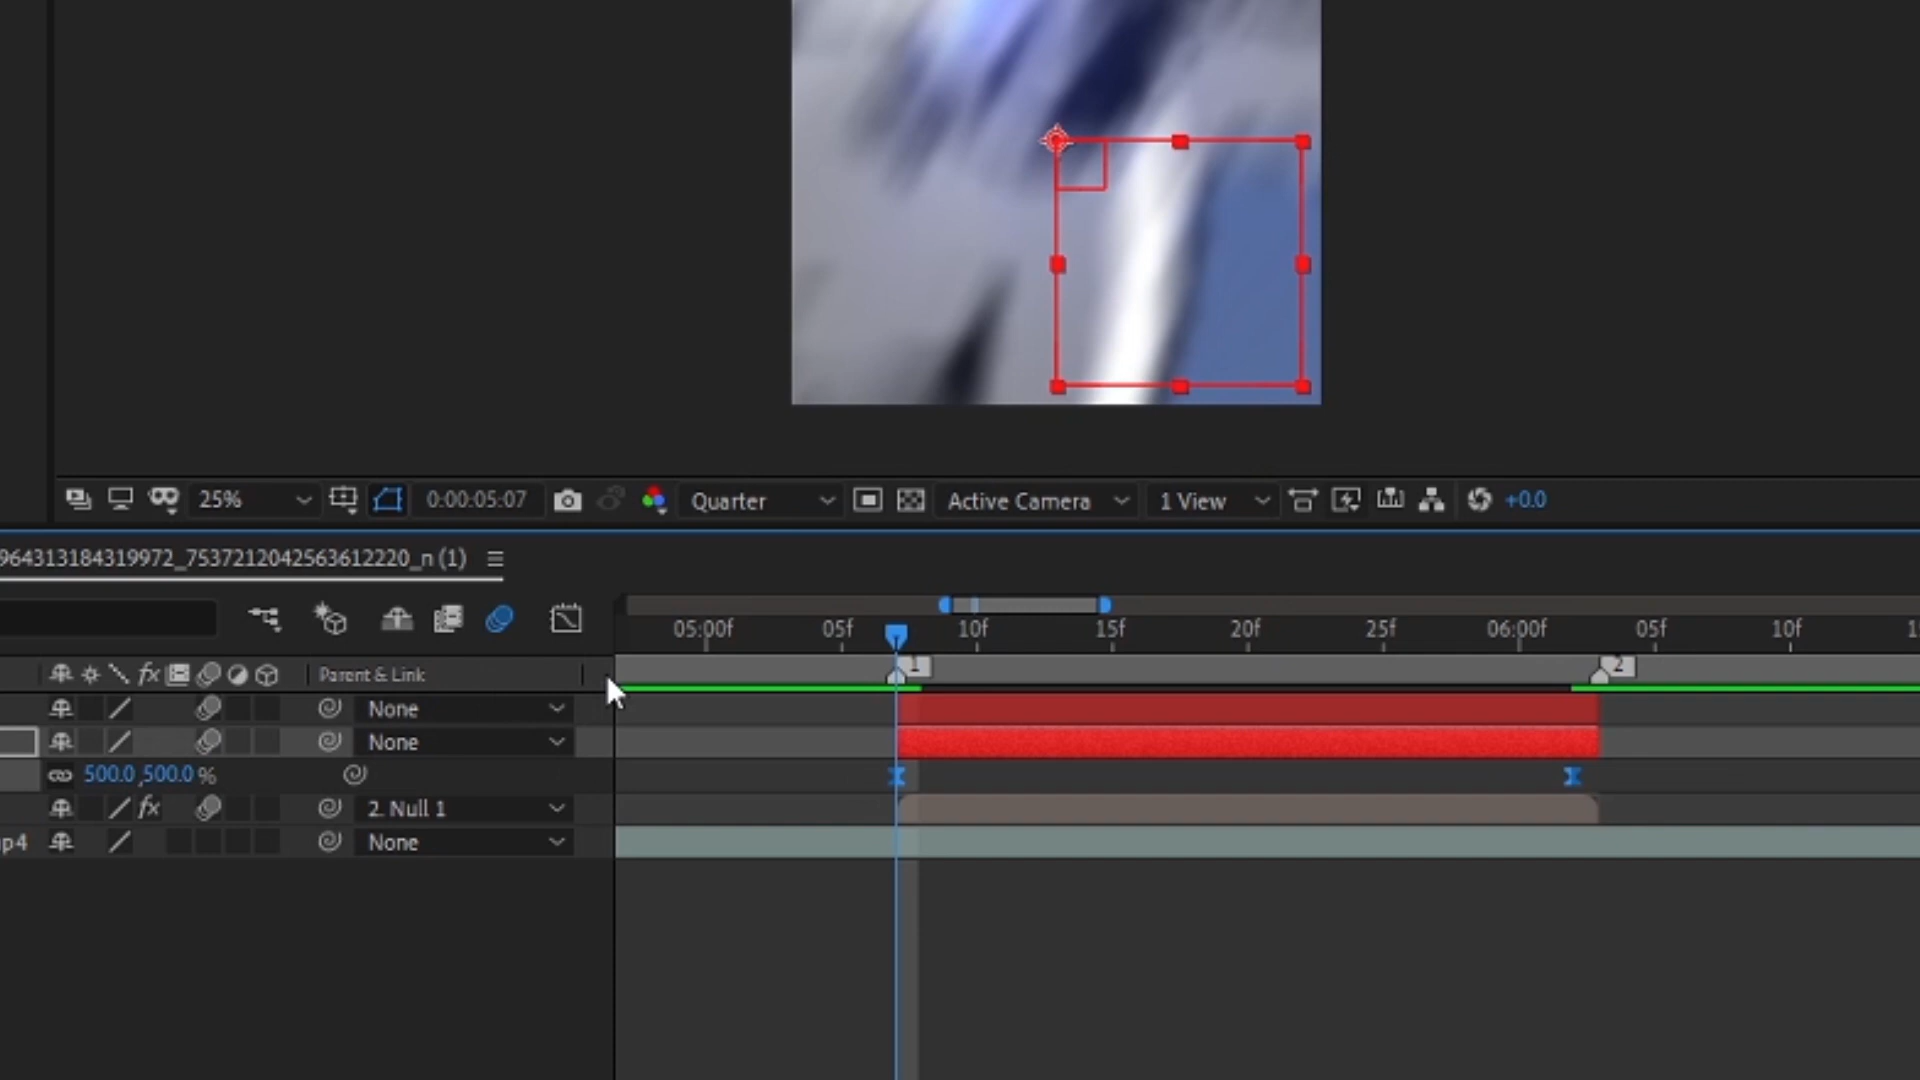 25%
0:00:05:07
Quarter
Active Camera
1 View
+0.0
964313184319972_7537212042563612220_n (1)
05:00f 05f 10f 15f 20f 25f 06:00f 05f 10f
fx
Parent & Link
1
2
None
None
500.0,500.0 %
fx
2. Null 1
p4
None